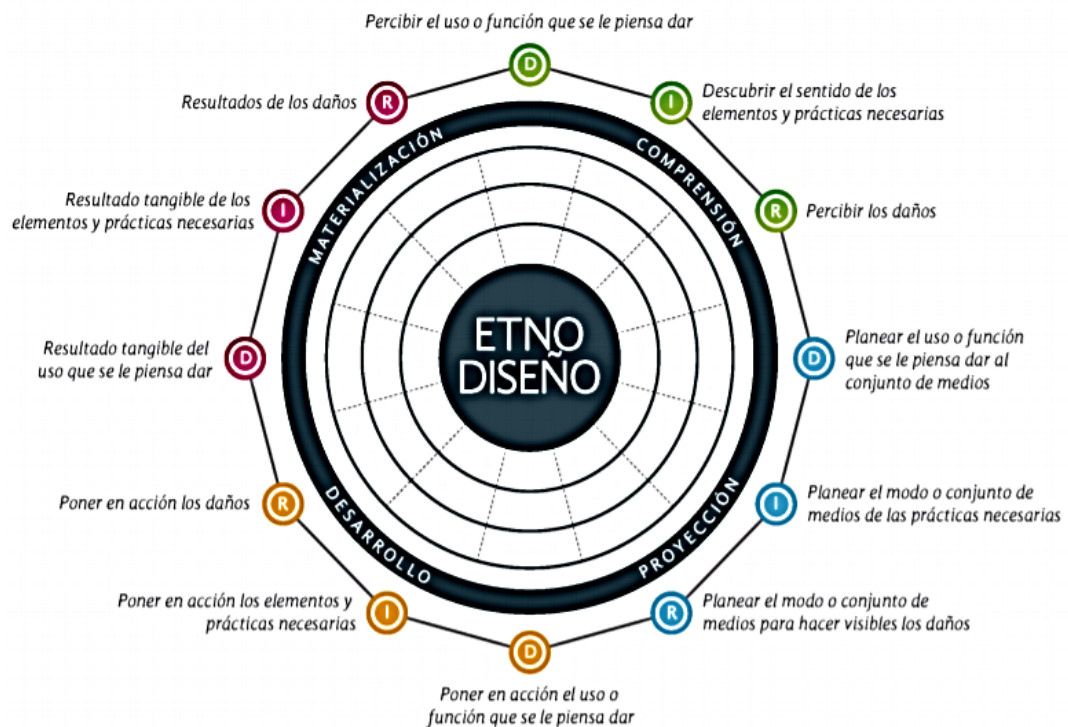 Percibir el uso o función que se le piensa dar
D
I
Descubrir el sentido de los
elementos y prácticas necesarias
R
Percibir los daños
D
Planear el uso o función
que se le piensa dar al
conjunto de medios
I
Planear el modo o conjunto de
medios de las prácticas necesarias
R
Planear el modo o conjunto de
medios para hacer visibles los daños
D
Poner en acción el uso o
función que se le piensa dar
I
Poner en acción los elementos y
prácticas necesarias
R
Poner en acción los daños
D
Resultado tangible del
uso que se le piensa dar
I
Resultado tangible de los
elementos y prácticas necesarias
R
Resultados de los daños
COMPRENSIÓN
PROYECCIÓN
DESARROLLO
MATERIALIZACIÓN
ETNO
DISEÑO